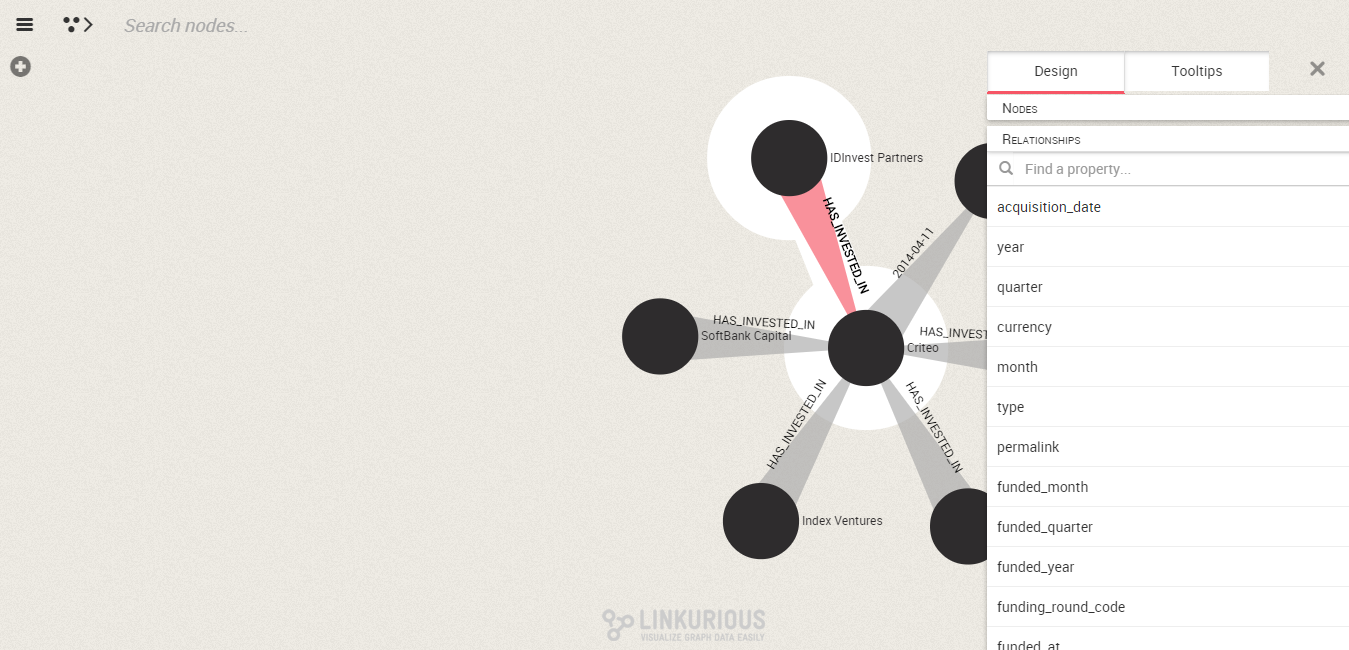 Search nodes...
Design
Tooltips
Nodes
Relationships
Find a property...
acquisition_date
year
quarter
currency
month
type
permalink
funded_month
funded_quarter
funded_year
funding_round_code
funded_at
IDInvest Partners
HAS_INVESTED_IN
2014-04-11
HAS_INVESTED_IN
SoftBank Capital
HAS_INVEST
Criteo
HAS_INVESTED_IN
HAS_INVESTED_IN
Index Ventures
LINKURIOUS
VISUALIZE GRAPH DATA EASILY